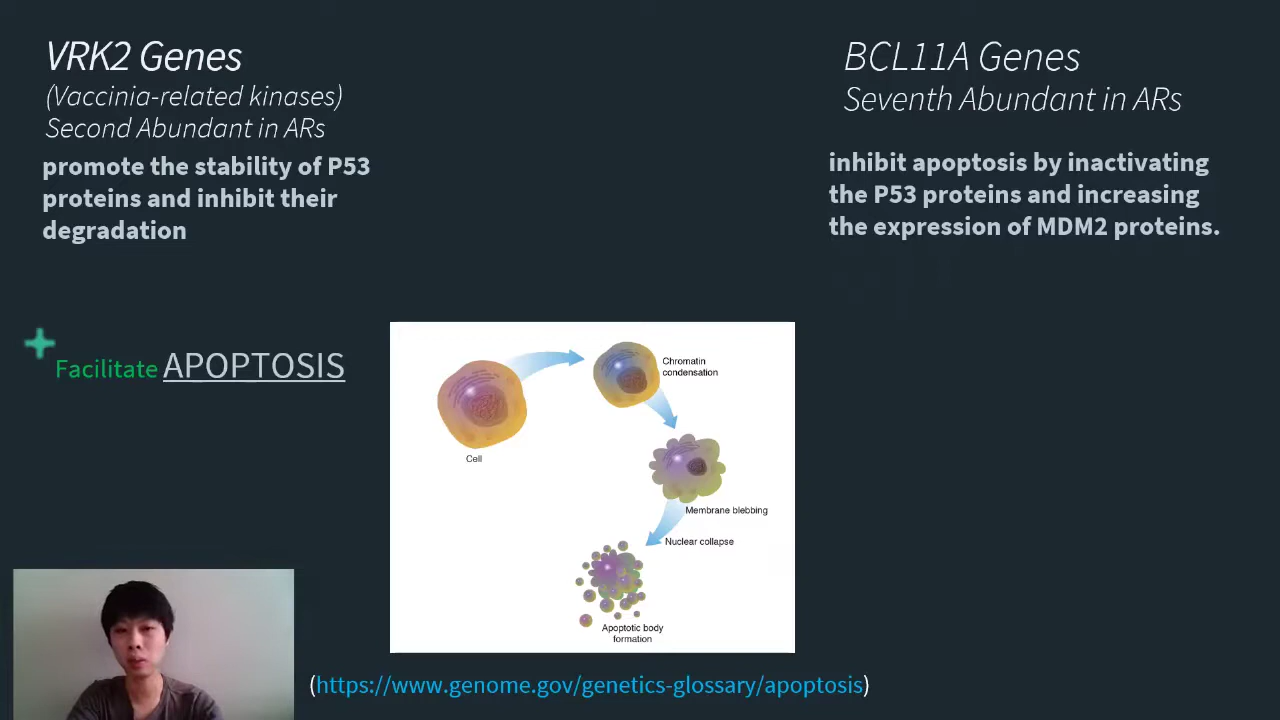 VRK2 Genes
(Vaccinia-related kinases)
Second Abundant in ARs
promote the stability of P53
proteins and inhibit their
degradation
BCL11A Genes
Seventh Abundant in ARs
inhibit apoptosis by inactivating
the P53 proteins and increasing
the expression of MDM2 proteins.
Facilitate APOPTOSIS
Chromatin
condensation
Cell
Membrane blebbing
Nuclear collapse
Apoptotic body
formation
(https://www.genome.gov/genetics-glossary/apoptosis)